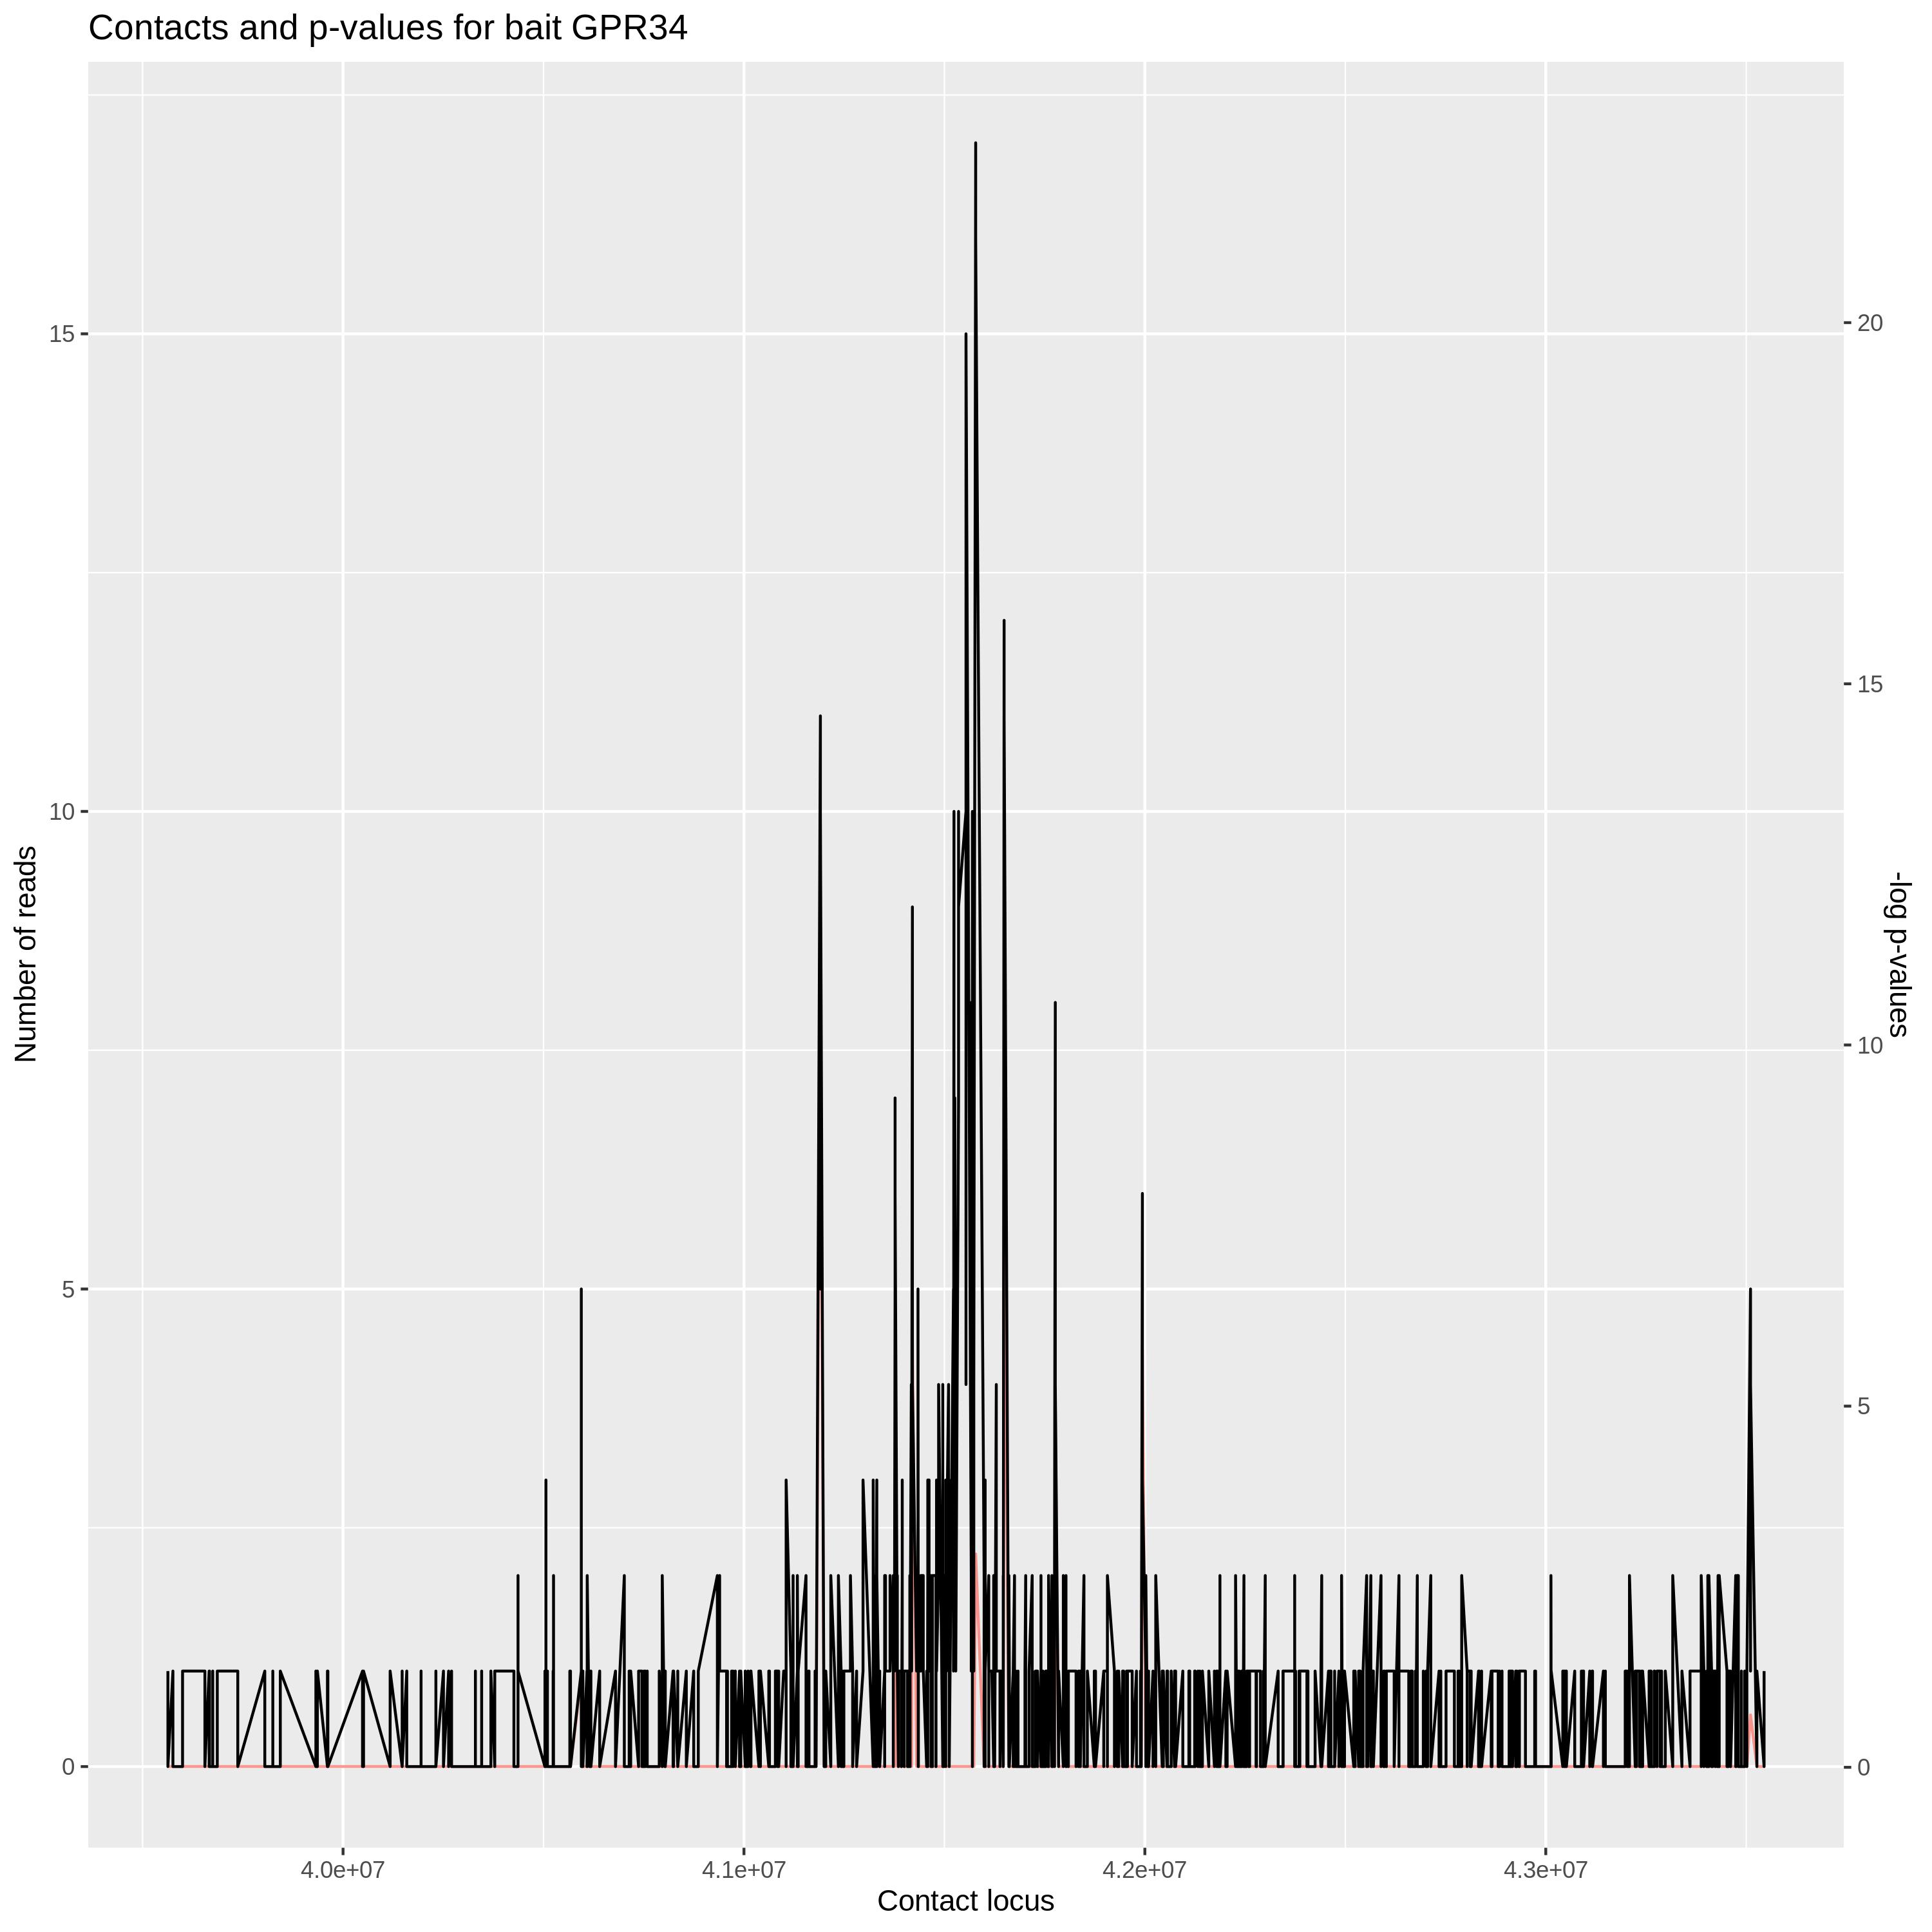 Contacts and p-values for bait GPR34
Number of reads
15
10
5
0
20
15
10
5
0
-log p-values
4.0e+07 4.1e+07 4.2e+07 4.3e+07
Contact locus